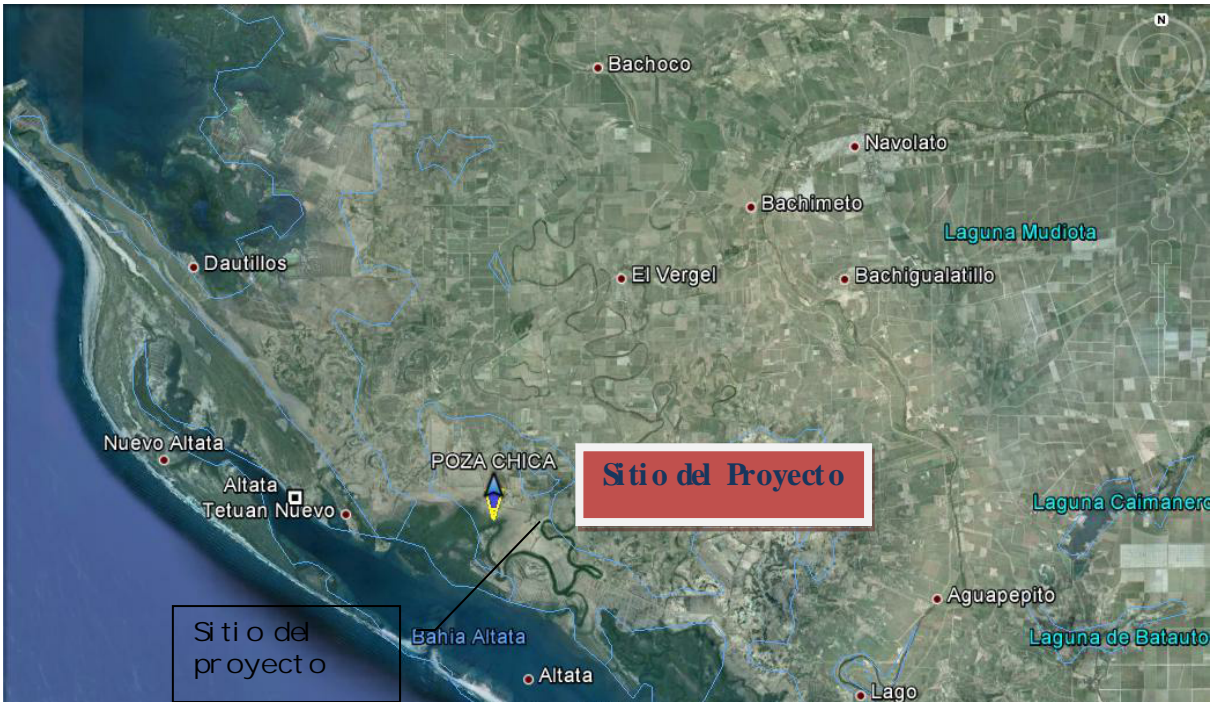 N
Bachoco
Navolato
Bachimeto
Laguna Mudiota
Dautillos
El Vergel
Bachigualatillo
Nuevo Altata
POZA CHICA
Sitio del Proyecto
Altata
Tetuan Nuevo
Laguna Caimanero
Aguapepito
Sitio del
proyecto
Bahía Altata
Laguna de Batauto
Altata
Lago